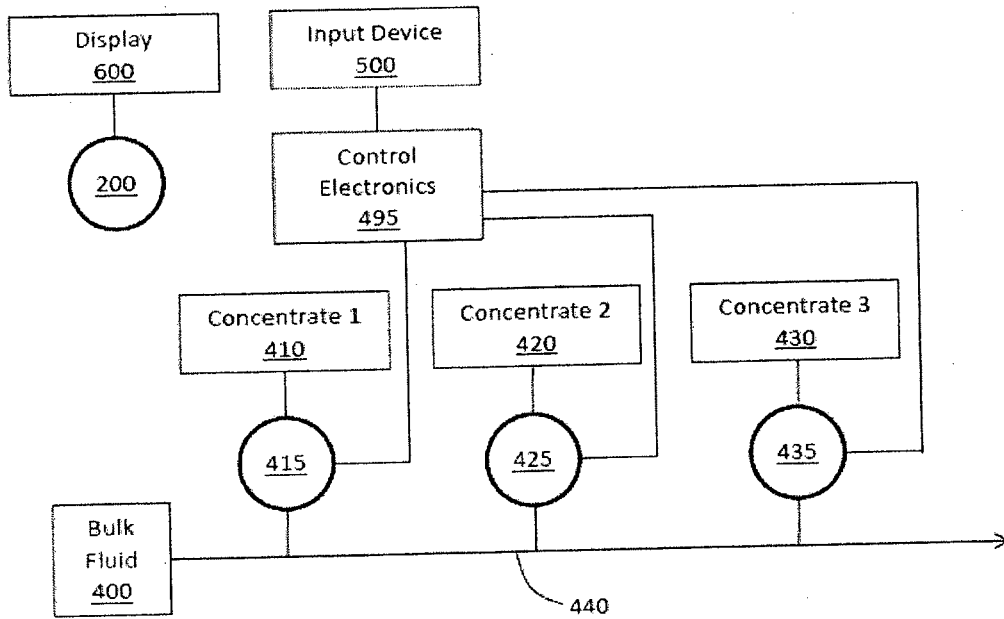 Display
600
Input Device
500
200
Control
Electronics
495
Concentrate 1
410
Concentrate 2
420
Concentrate 3
430
415
425
435
Bulk
Fluid
400
440